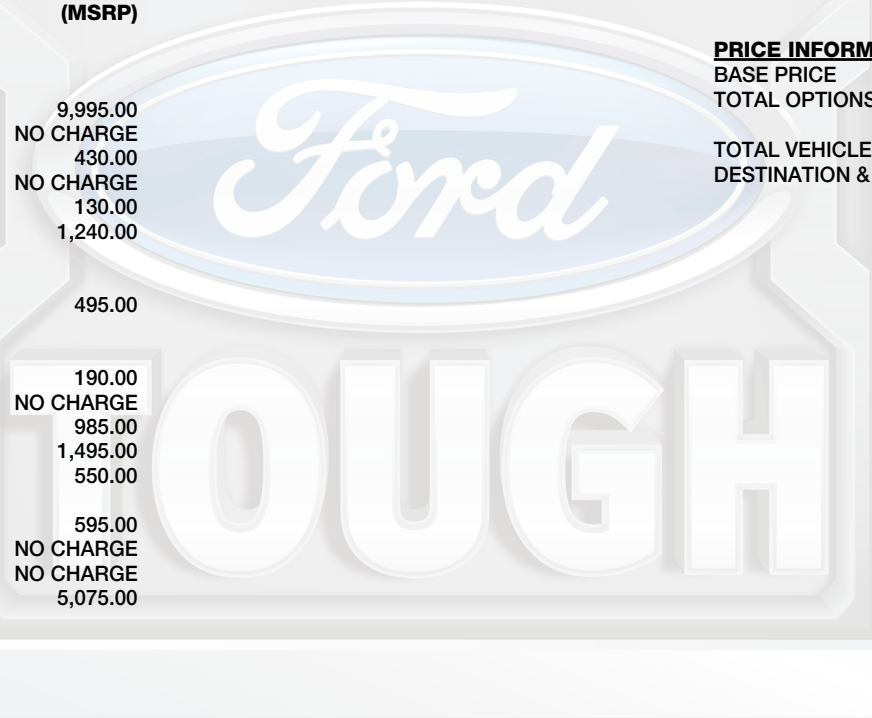 (MSRP)
9,995.00
NO CHARGE
430.00
NO CHARGE
130.00
1,240.00
495.00
190.00
NO CHARGE
985.00
1,495.00
550.00
595.00
NO CHARGE
NO CHARGE
5,075.00
PRICE INFORM
BASE PRICE
TOTAL OPTIONS
TOTAL VEHICLE
DESTINATION &
Ford
TOUGH